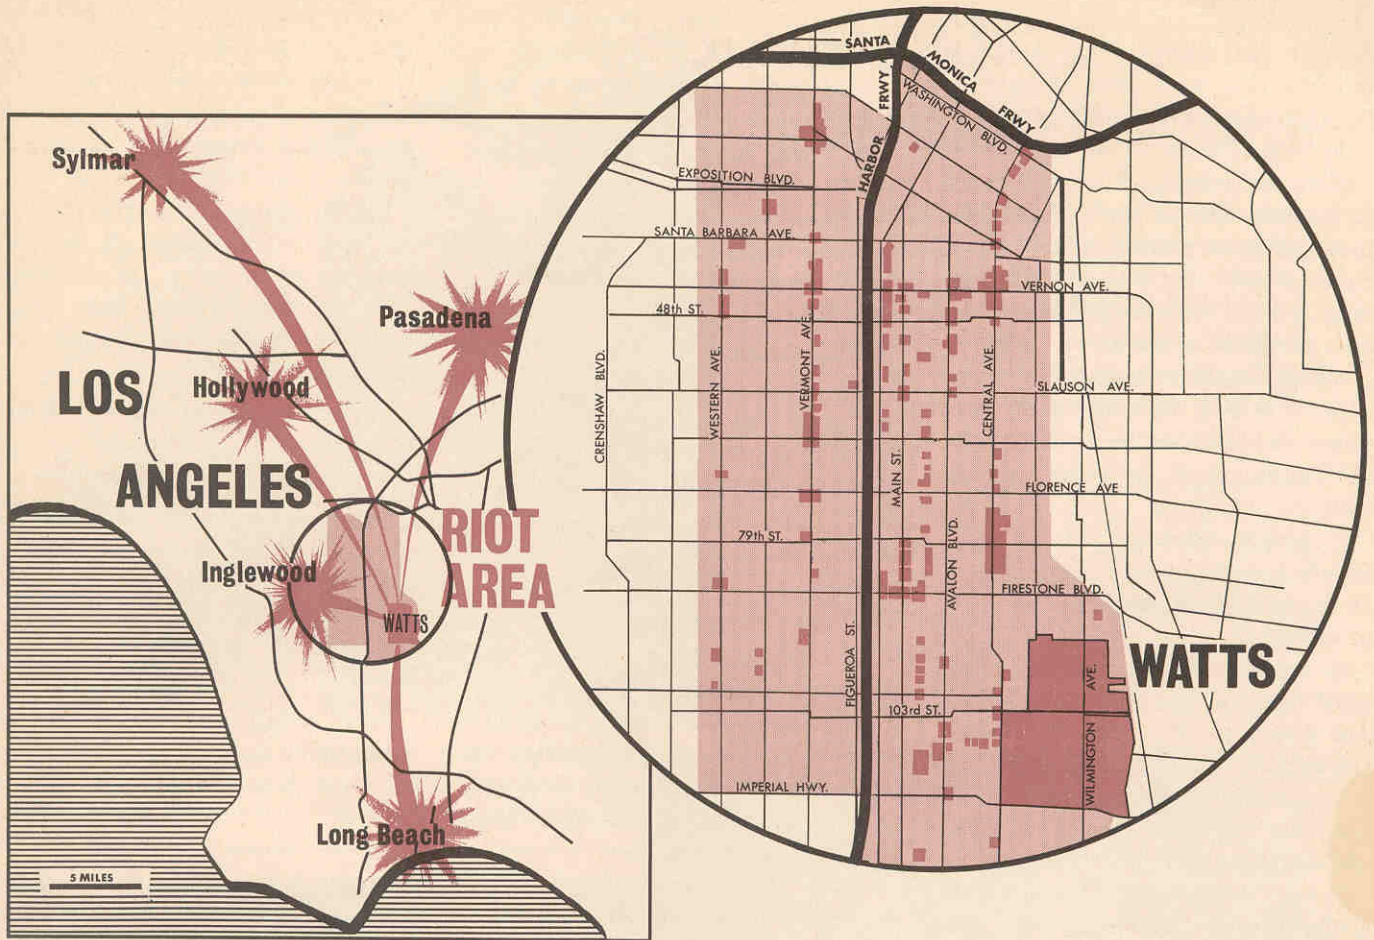 Sylmar
Pasadena
LOS
Hollywood
ANGELES
RIOT
AREA
Inglewood
WATTS
Long Beach
5 MILES
SANTA
MONICA
FRWY
HARBOR
FRWY
WASHINGTON BLVD.
EXPOSITION BLVD.
SANTA BARBARA AVE.
VERNON AVE.
48th ST.
CRENSHAW BLVD.
WESTERN AVE.
VERMONT AVE.
CENTRAL AVE.
SLAUSON AVE.
MAIN ST.
FLORENCE AVE
79th ST.
AVALON BLVD.
FIRESTONE BLVD.
FIGUEROA ST.
WATTS
103rd ST.
WILMINGTON AVE.
IMPERIAL HWY.